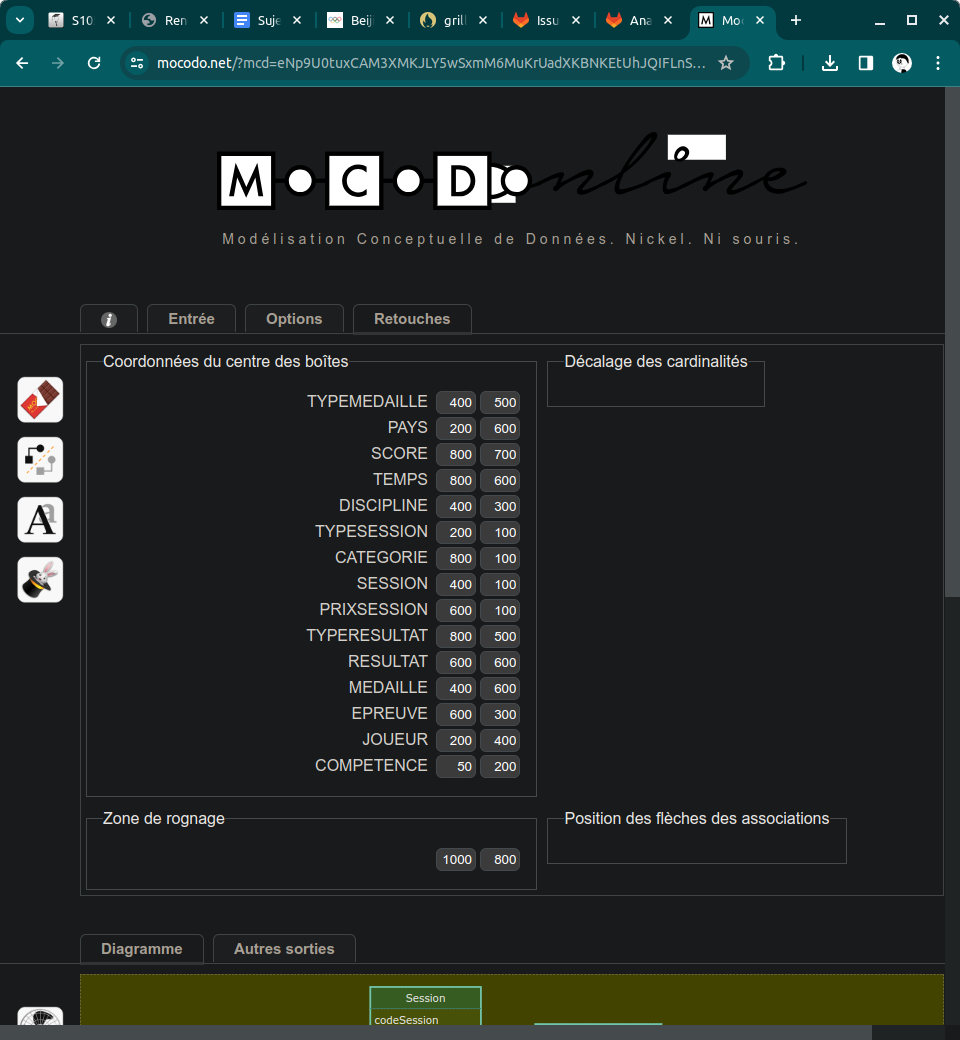 S10
Ren
Suje
Beiji
grill
Issu
Ana
Moc
mocodo.net/?mcd=eNp9U0tuxCAM3XMKJLY5wSxmM6MuKrUadXKBNKEtUhJQIFLnS...
MOCODO online
Modélisation Conceptuelle de Données. Nickel. Ni souris.
i
Entrée
Options
Retouches
Coordonnées du centre des boîtes
Décalage des cardinalités
TYPEMEDAILLE 400 500
PAYS 200 600
SCORE 800 700
TEMPS 800 600
DISCIPLINE 400 300
TYPESESSION 200 100
CATEGORIE 800 100
SESSION 400 100
PRIXSESSION 600 100
TYPERESULTAT 800 500
RESULTAT 600 600
MEDAILLE 400 600
EPREUVE 600 300
JOUEUR 200 400
COMPETENCE 50 200
Zone de rognage
Position des flèches des associations
1000 800
Diagramme
Autres sorties
Session
codeSession